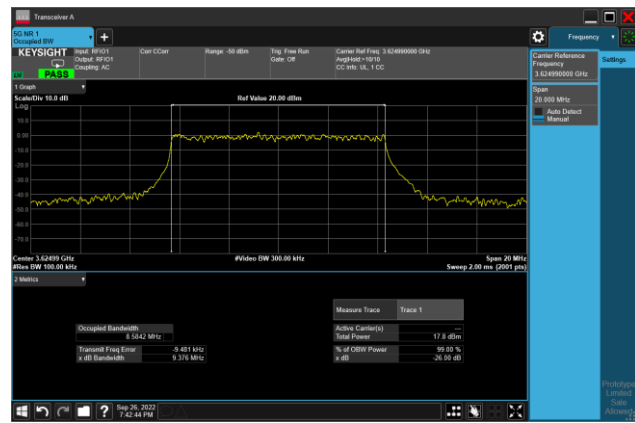 Transceiver A
5G NR 1
Occupied BW
Frequency
KEYSIGHT
Input: RFIO1
Output: RFIO1
Coupling: AC
Curr CCorr
Range: -50 dBm
Trig: Free Run
Gate: Off
Carrier Ref Freq: 3.624990000 GHz
Avg|Hold:>10/10
CC Info: UL, 1 CC
PASS
Carrier Reference
Frequency
3.624990000 GHz
Settings
Span
20.000 MHz
Auto Detect
Manual
1 Graph
Scale/Div 10.0 dB
Ref Value 20.00 dBm
Log
10.0
0.00
-10.0
-20.0
-30.0
-40.0
-50.0
-60.0
-70.0
Center 3.62499 GHz
#Video BW 300.00 kHz
Span 20 MHz
#Res BW 100.00 kHz
Sweep 2.00 ms (2001 pts)
2 Metrics
Measure Trace
Trace 1
Occupied Bandwidth
8.5842 MHz
Active Carrier(s)
---
Total Power
17.8 dBm
Transmit Freq Error
-9.481 kHz
% of OBW Power
99.00 %
x dB Bandwidth
9.376 MHz
x dB
-26.00 dB
Prototype
Limited
Sale
Allowed
?
Sep 26, 2022
7:42:44 PM